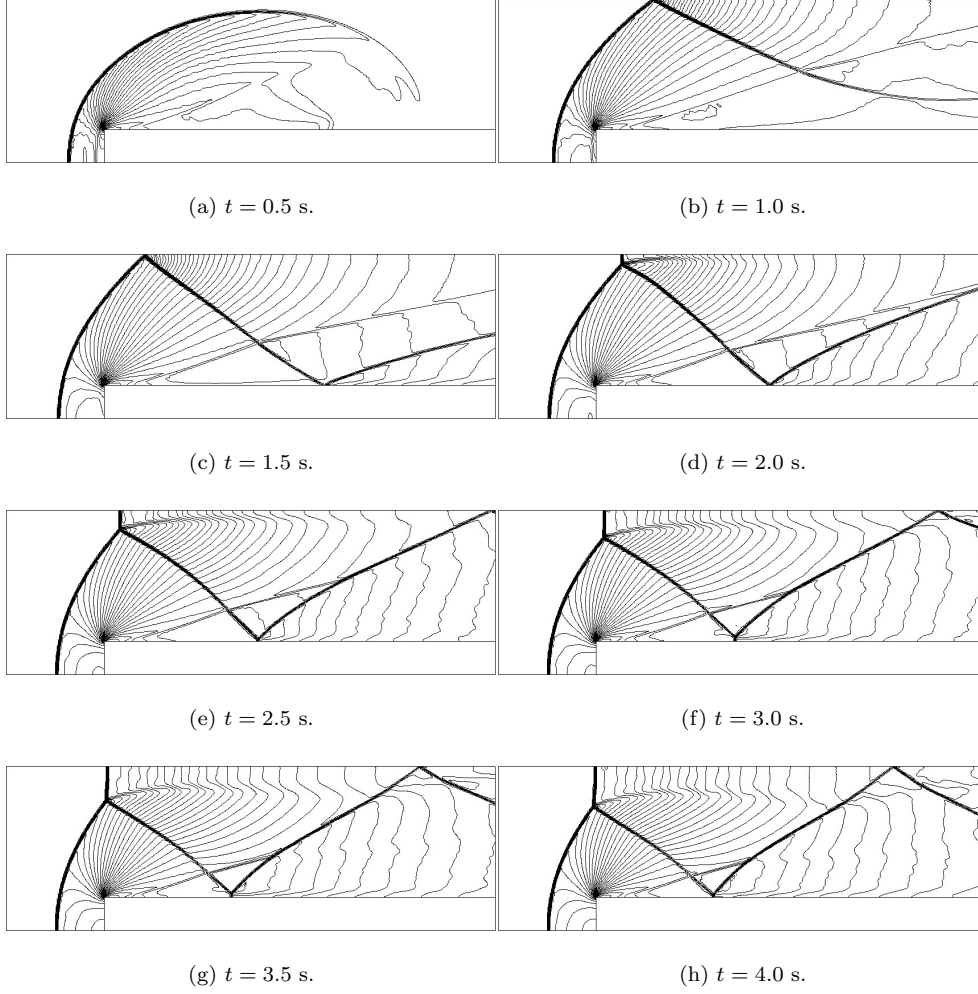 (a) t = 0.5 s.
(b) t = 1.0 s.
(c) t = 1.5 s.
(d) t = 2.0 s.
(e) t = 2.5 s.
(f) t = 3.0 s.
(g) t = 3.5 s.
(h) t = 4.0 s.